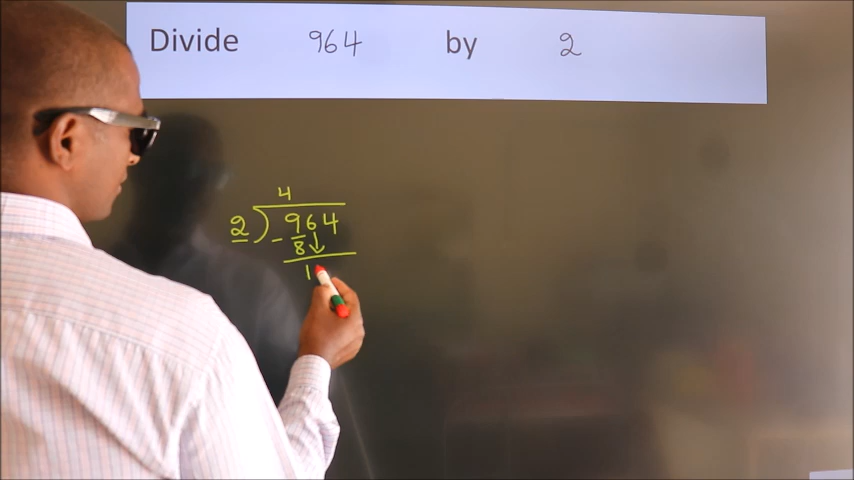 Divide 964 by 2
4
2 ) 964
- 8 ↓
1